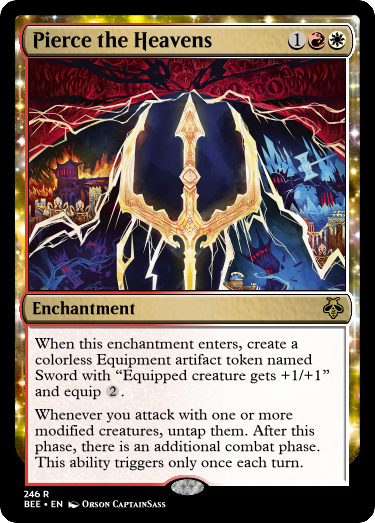 Pierce the Heavens 1
Enchantment
When this enchantment enters, create a
colorless Equipment artifact token named
Sword with “Equipped creature gets +1/+1”
and equip 2.
Whenever you attack with one or more
modified creatures, untap them. After this
phase, there is an additional combat phase.
This ability triggers only once each turn.
246 R
BEE • EN Orson CaptainSass